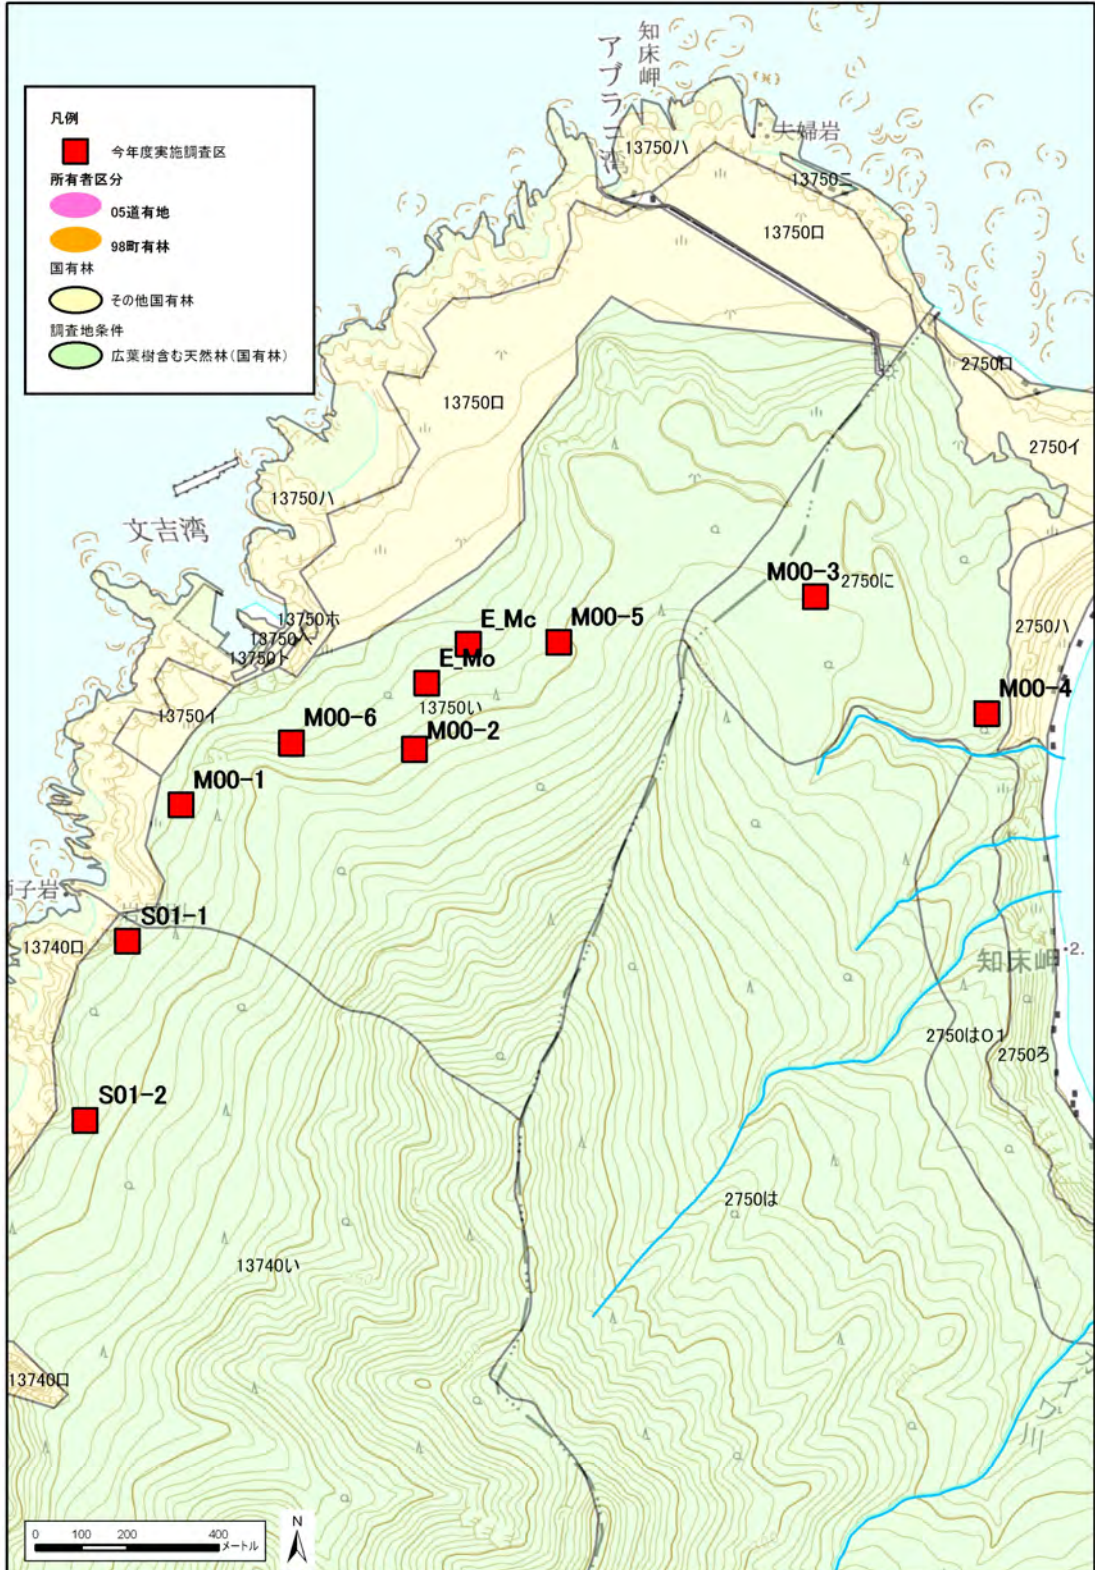 凡例
今年度実施調査区
所有者区分
05道有地
98町有林
国有林
その他国有林
調査地条件
広葉樹含む天然林(国有林)
知床岬
アブラコ湾
夫婦岩
13750ハ
13750ニ
13750ロ
2750ロ
13750ロ
2750イ
13750ハ
文吉湾
M00-3
2750に
13750ホ
13750ヘ
13750ト
E_Mc
M00-5
2750ハ
E_Mo
13750い
M00-4
13750イ
M00-6
M00-2
M00-1
子岩
S01-1
13740ロ
知床岬
2.
2750は01
2750ろ
S01-2
2750は
13740い
13740ロ
0 100 200 400
メートル
N